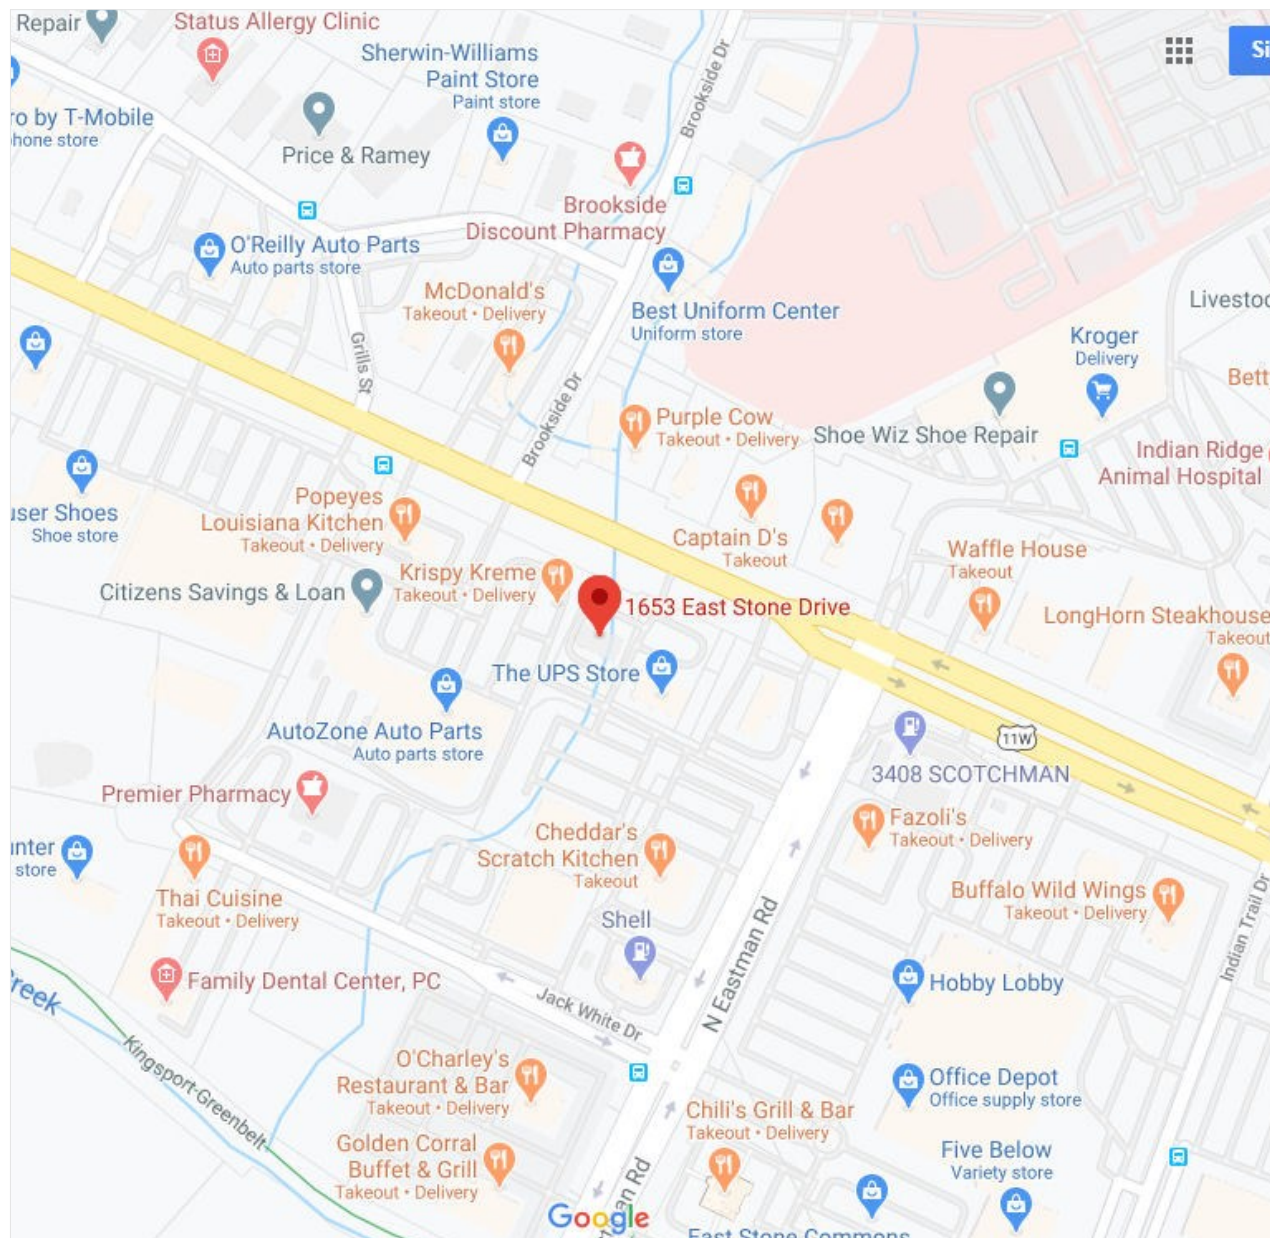 Repair
Status Allergy Clinic
Sherwin-Williams
Paint Store
Paint store
Brookside Dr
Si
ro by T-Mobile
hone store
Price & Ramey
Brookside
Discount Pharmacy
O'Reilly Auto Parts
Auto parts store
McDonald's
Takeout • Delivery
Best Uniform Center
Uniform store
Livestoc
Kroger
Delivery
Grills St
Bett
Brookside Dr
Purple Cow
Takeout • Delivery
Shoe Wiz Shoe Repair
Indian Ridge
Animal Hospital
user Shoes
Shoe store
Popeyes
Louisiana Kitchen
Takeout • Delivery
Captain D's
Takeout
Waffle House
Takeout
Krispy Kreme
Takeout • Delivery
Citizens Savings & Loan
1653 East Stone Drive
LongHorn Steakhouse
Takeout
The UPS Store
AutoZone Auto Parts
Auto parts store
11W
3408 SCOTCHMAN
Premier Pharmacy
Fazoli's
Takeout • Delivery
Cheddar's
Scratch Kitchen
Takeout
unter
store
Thai Cuisine
Takeout • Delivery
Buffalo Wild Wings
Takeout • Delivery
Indian Trail Dr
Shell
N Eastman Rd
Family Dental Center, PC
Hobby Lobby
reek
Jack White Dr
Kingsport Greenbelt
O'Charley's
Restaurant & Bar
Takeout • Delivery
Office Depot
Office supply store
Chili's Grill & Bar
Takeout • Delivery
Golden Corral
Buffet & Grill
Takeout • Delivery
Five Below
Variety store
an Rd
Google
East Stone Commons